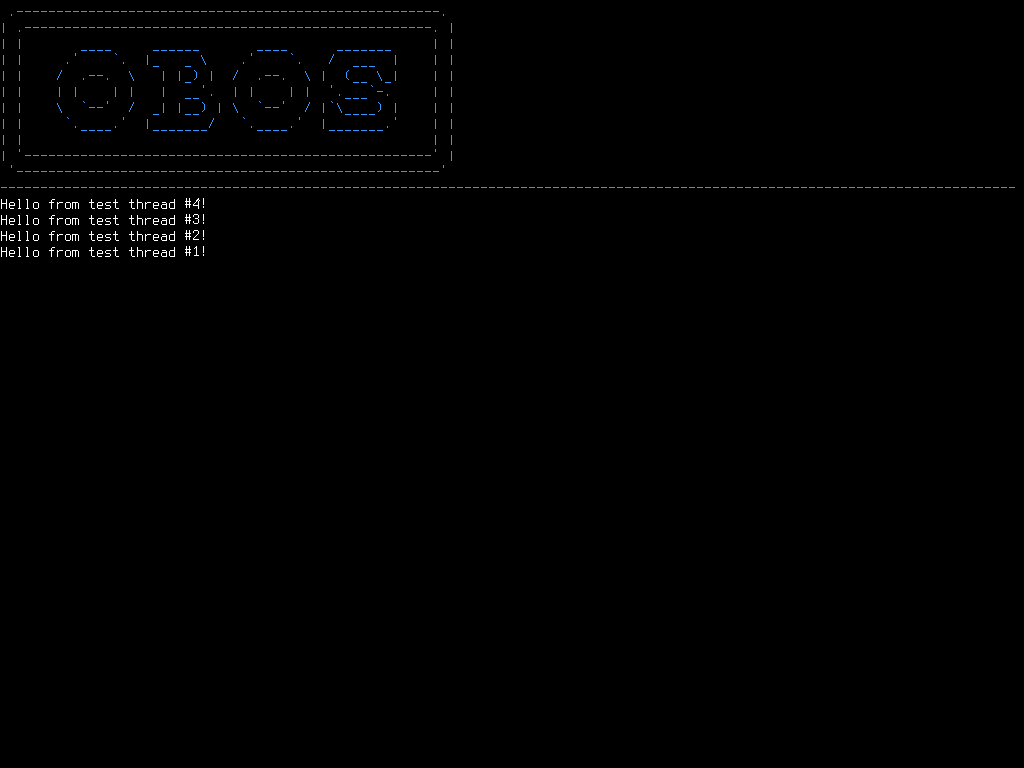 OBOS
Hello from test thread #4!
Hello from test thread #3!
Hello from test thread #2!
Hello from test thread #1!